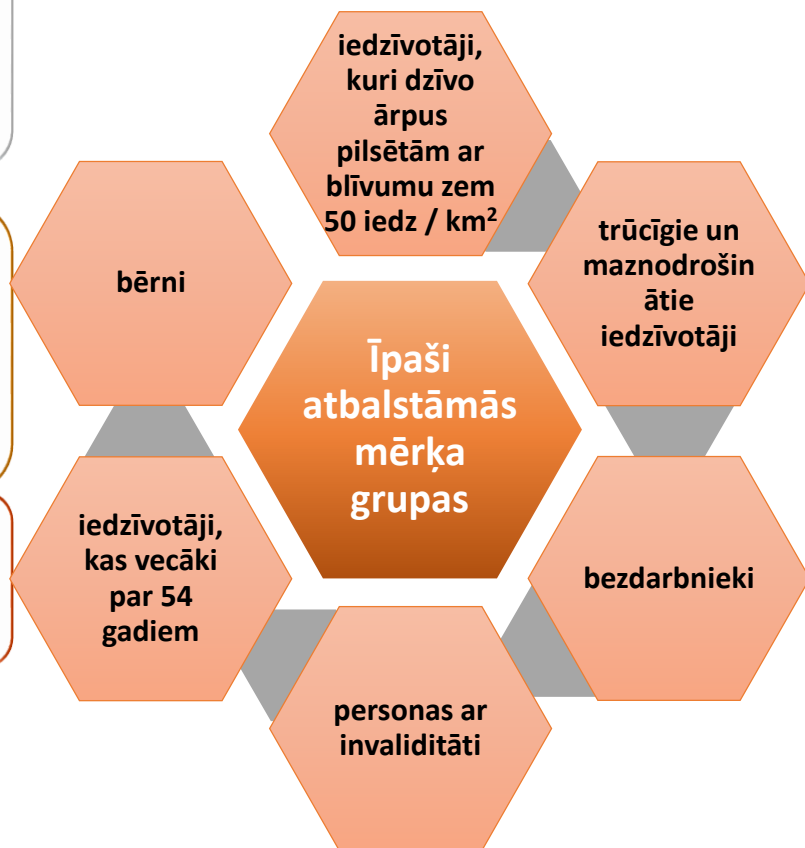 iedzīvotāji,
kuri dzīvo
ārpus
pilsētām ar
blīvumu zem
50 iedz / km²
trūcīgie un
maznodrošin
ātie
iedzīvotāji
bezdarbnieki
personas ar
invaliditāti
iedzīvotāji,
kas vecāki
par 54
gadiem
bērni
Īpaši
atbalstāmās
mērķa
grupas